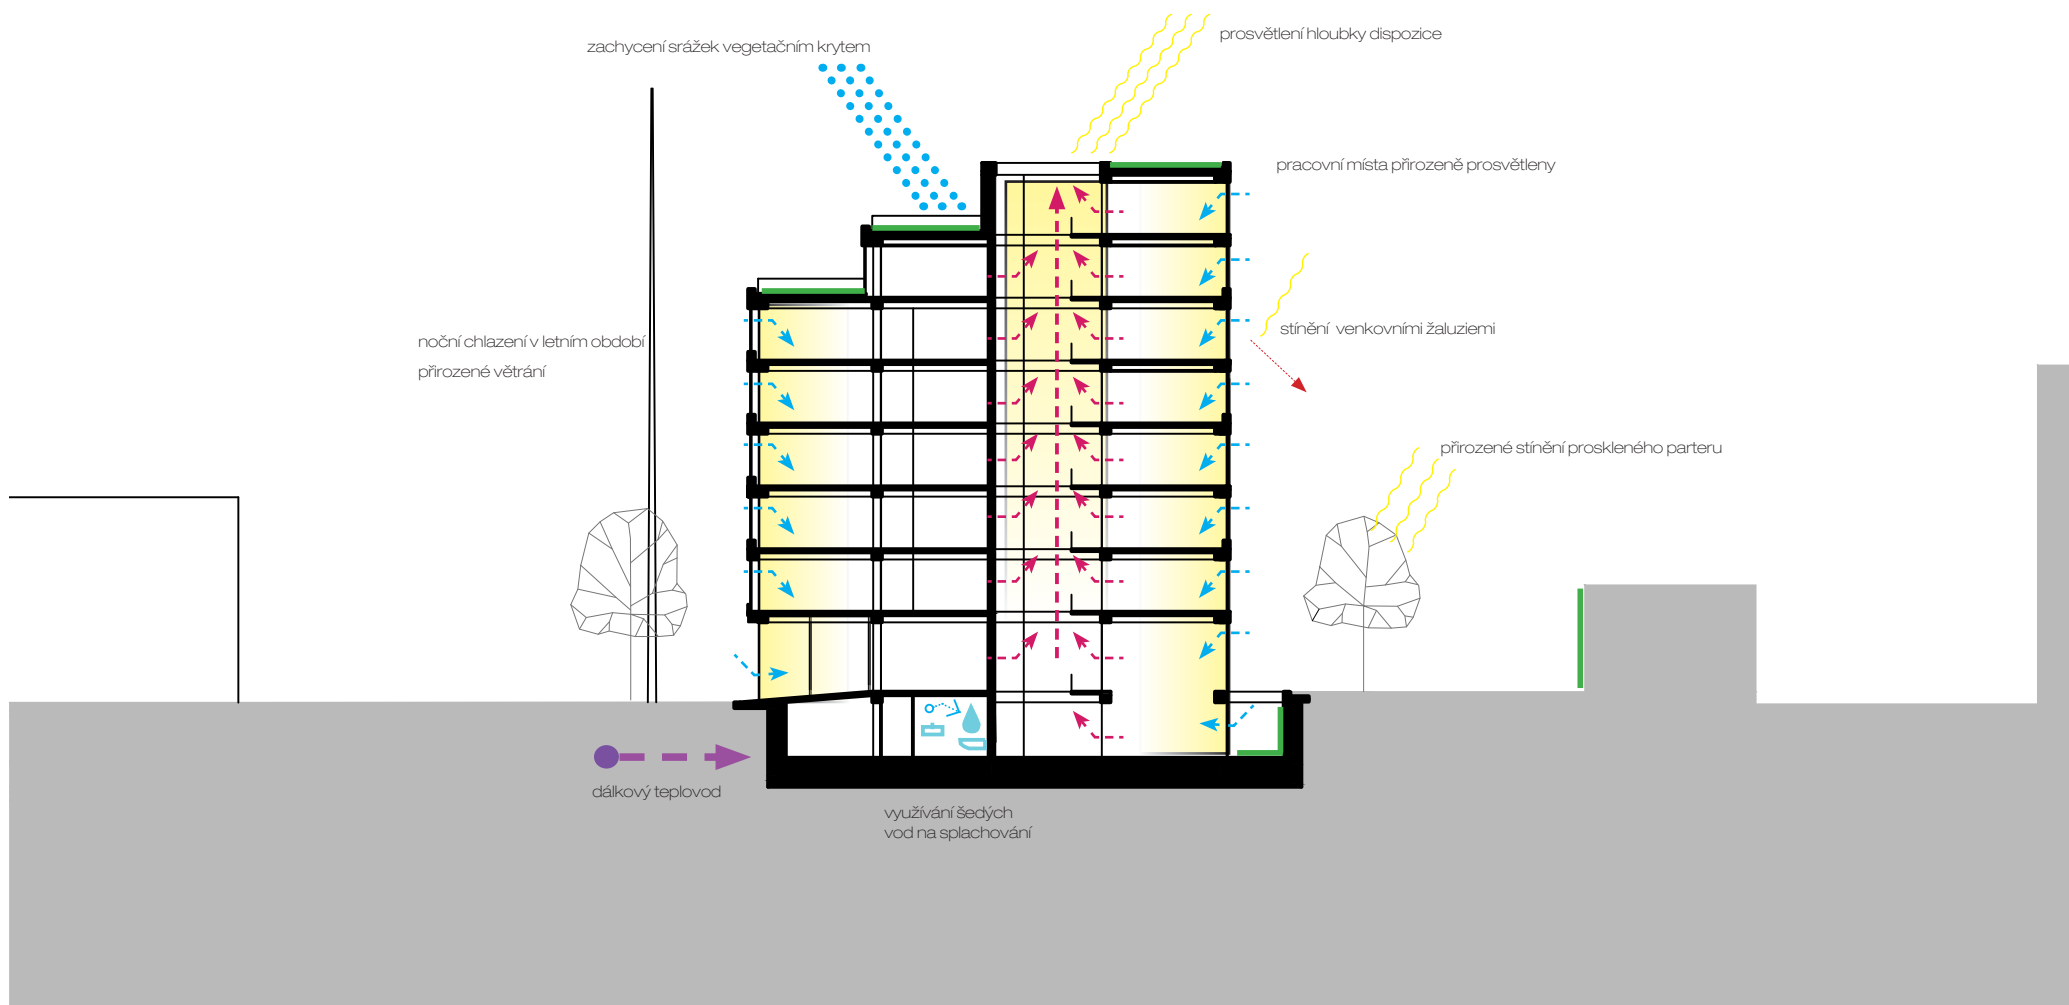 prosvětlení hloubky dispozice
zachycení srážek vegetačním krytem
pracovní místa přirozeně prosvětleny
stínění venkovními žaluziemi
noční chlazení v letním období
přirozené větrání
přirozené stínění proskleného parteru
dálkový teplovod
využívání šedých
vod na splachování